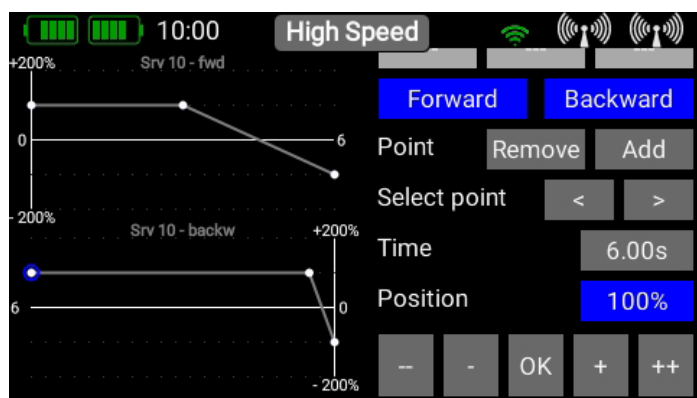 10:00 High Speed
+200% Srv 10 - fwd
0 6
- 200%
Srv 10 - backw +200%
6 0
- 200%
-- --- ---
Forward Backward
Point Remove Add
Select point < >
Time 6.00s
Position 100%
-- - OK + ++